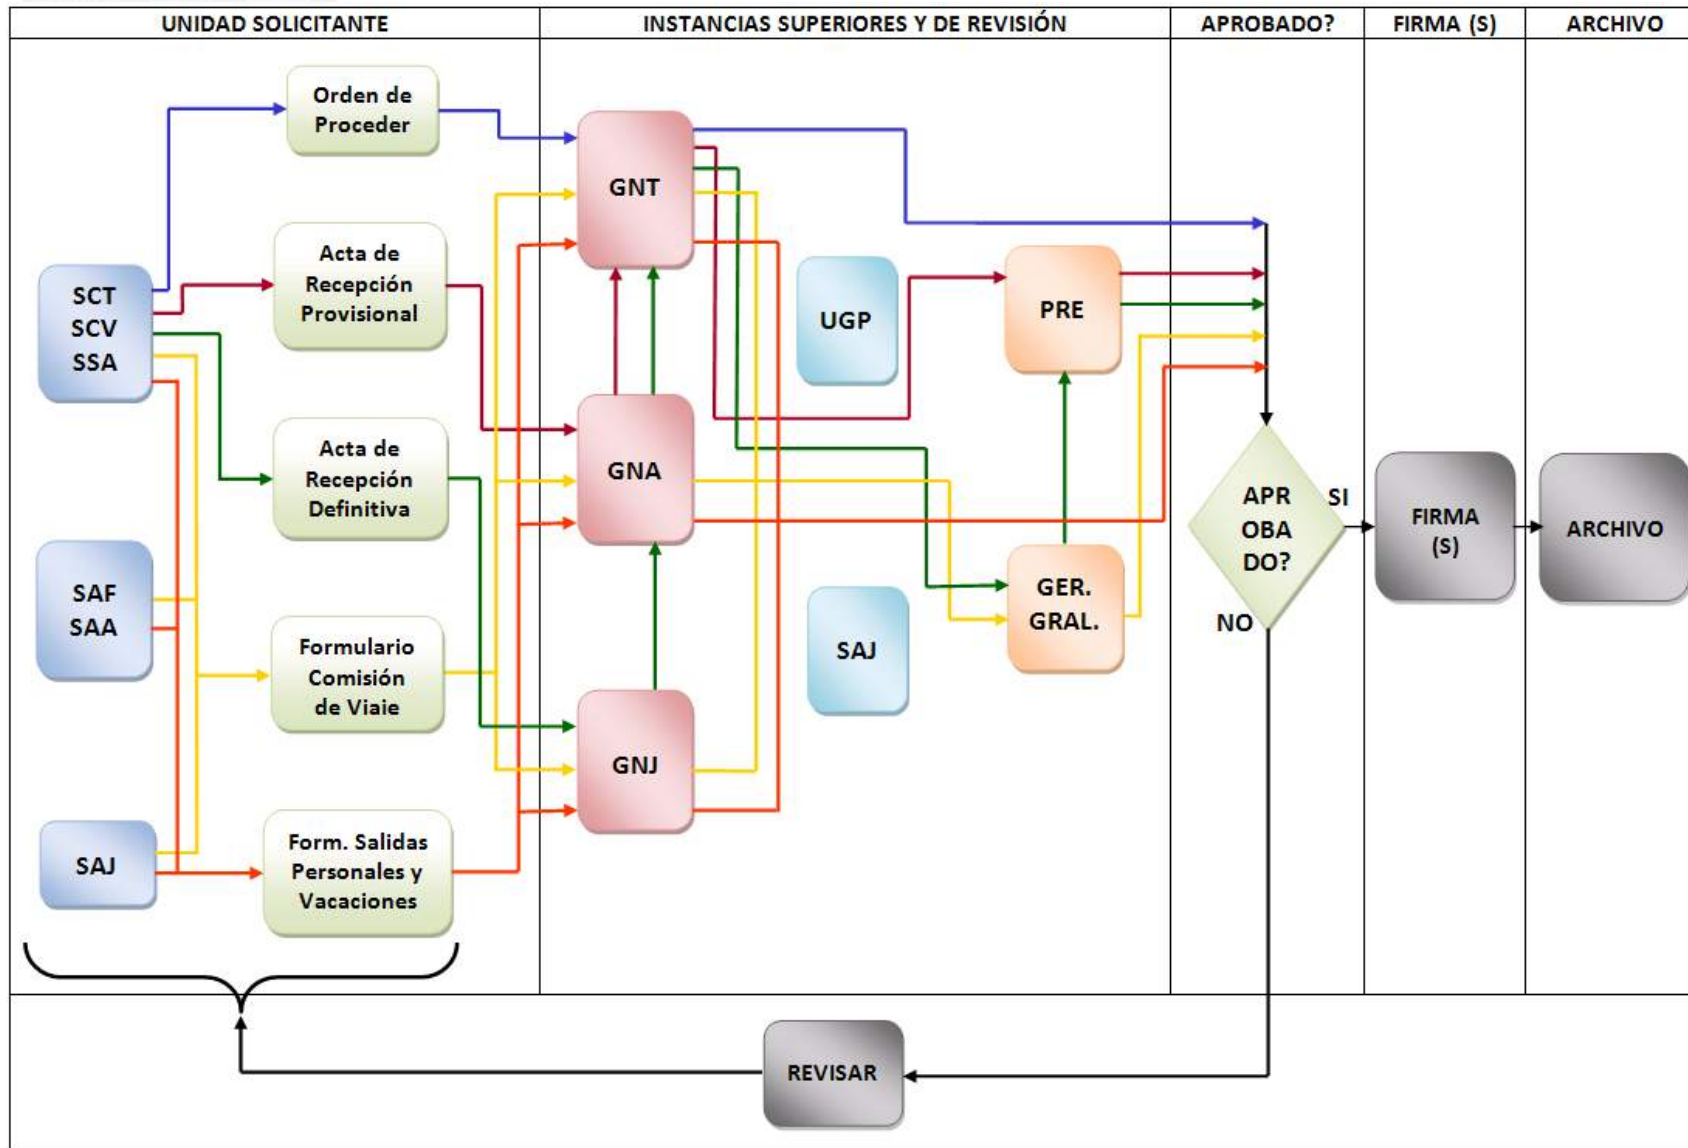 UNIDAD SOLICITANTE
INSTANCIAS SUPERIORES Y DE REVISIÓN
APROBADO?
FIRMA (S)
ARCHIVO
Orden de
Proceder
Acta de
Recepción
Provisional
Acta de
Recepción
Definitiva
Formulario
Comisión
de Viaie
Form. Salidas
Personales y
Vacaciones
SCT
SCV
SSA
SAF
SAA
SAJ
GNT
GNA
GNJ
UGP
SAJ
PRE
GER.
GRAL.
APR
OBA
DO?
SI
NO
FIRMA
(S)
ARCHIVO
REVISAR